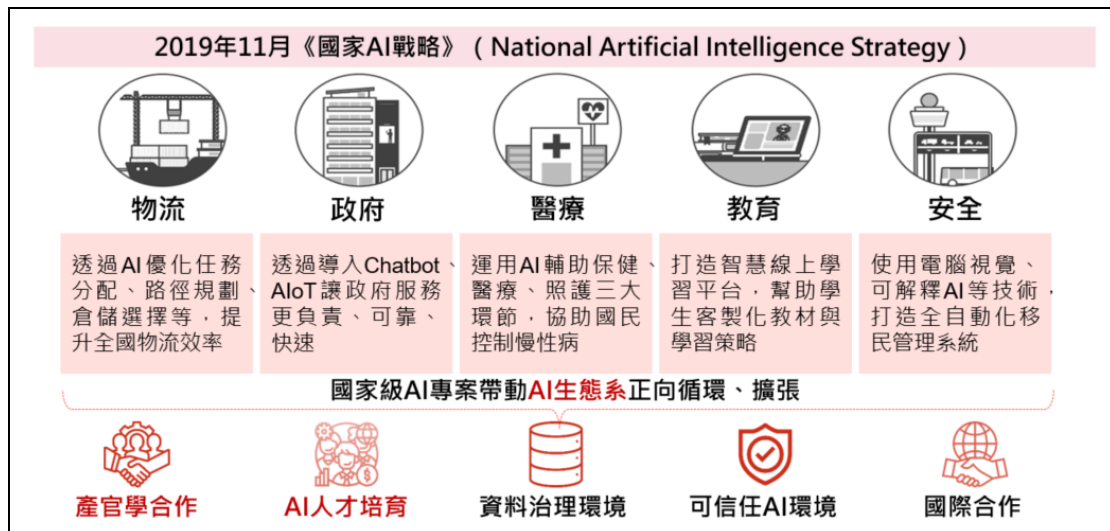 2019年11月《國家AI戰略》（National Artificial Intelligence Strategy）
物流
政府
醫療
教育
安全
透過AI優化任務
分配、路徑規劃、
倉儲選擇等，提
升全國物流效率
透過導入Chatbot、
AIoT讓政府服務
更負責、可靠、
快速
運用AI輔助保健、
醫療、照護三大
環節，協助國民
控制慢性病
打造智慧線上學
習平台，幫助學
生客製化教材與
學習策略
使用電腦視覺、
可解釋AI等技術，
打造全自動化移
民管理系統
國家級AI專案帶動AI生態系正向循環、擴張
產官學合作
AI人才培育
資料治理環境
可信任AI環境
國際合作